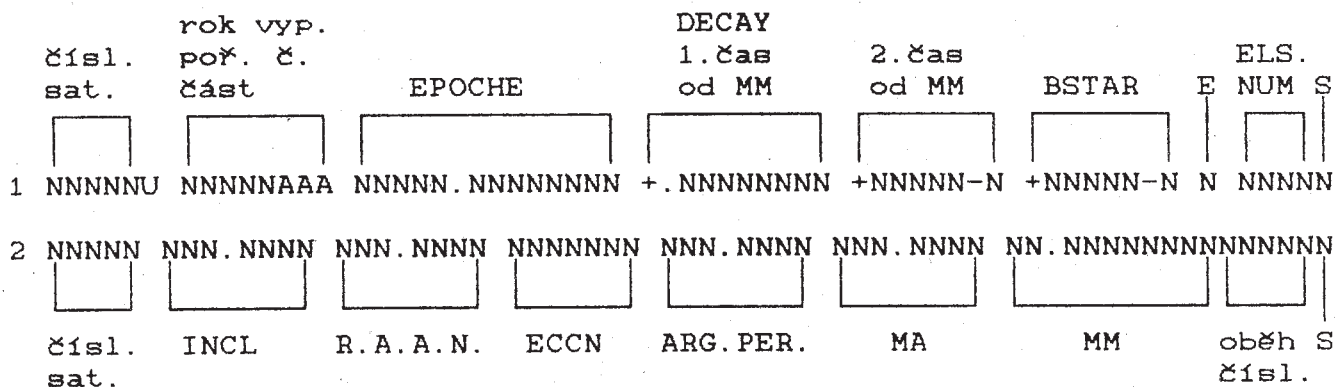 rok vyp. DECAY
čísl. poř. č. 1.čas 2.čas ELS.
sat. část EPOCHE od MM od MM BSTAR E NUM S
1 NNNNNU NNNNNAAA NNNNN.NNNNNNNN +.NNNNNNNN +NNNNN-N +NNNNN-N N NNNNN
2 NNNNN NNN.NNNN NNN.NNNN NNNNNNN NNN.NNNN NNN.NNNN NN.NNNNNNNNNNNNNN
čísl. INCL R.A.A.N. ECCN ARG.PER. MA MM oběh S
sat. čísl.